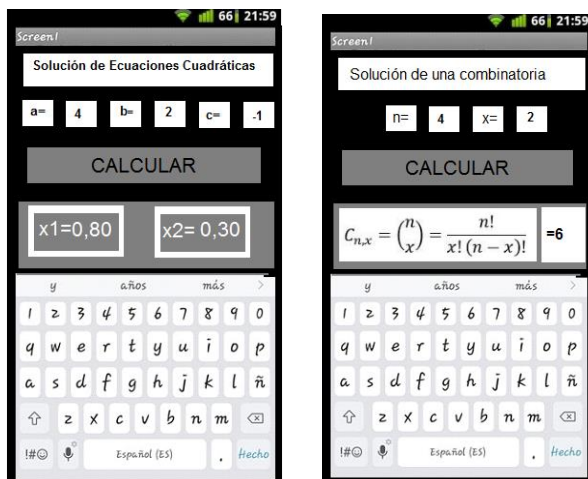 66 21:59
Screen1
Solución de Ecuaciones Cuadráticas
a= 4 b= 2 c= -1
CALCULAR
x1=0,80 x2= 0,30
y años más >
1 2 3 4 5 6 7 8 9 0
q w e r t y u i o p
a s d f g h j k l ñ
z x c v b n m
!#☺ Español (ES) . Hecho
66 21:59
Screen1
Solución de una combinatoria
n= 4 x= 2
CALCULAR
C_{n,x} = \binom{n}{x} = \frac{n!}{x!(n-x)!} =6
y años más >
1 2 3 4 5 6 7 8 9 0
q w e r t y u i o p
a s d f g h j k l ñ
z x c v b n m
!#☺ Español (ES) . Hecho